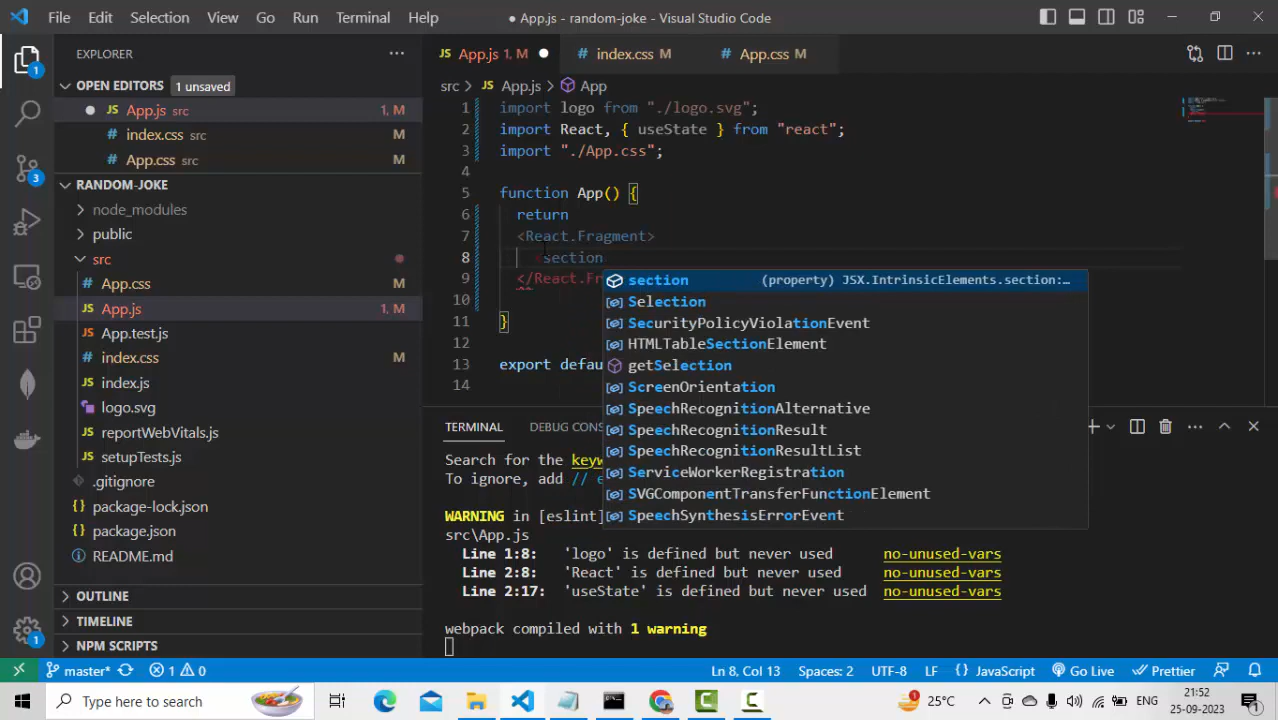 File Edit Selection View Go Run Terminal Help ● App.js - random-joke - Visual Studio Code
EXPLORER
JS App.js 1, M ●
# index.css M
# App.css M
OPEN EDITORS 1 unsaved
● JS App.js src 1, M
# index.css src M
# App.css src M
RANDOM-JOKE
node_modules
public
src
# App.css
JS App.js 1, M
JS App.test.js
# index.css M
JS index.js
logo.svg
JS reportWebVitals.js
JS setupTests.js
.gitignore
package-lock.json
package.json
README.md
OUTLINE
TIMELINE
NPM SCRIPTS
1
3
1
src > JS App.js > App
1 import logo from "./logo.svg";
2 import React, { useState } from "react";
3 import "./App.css";
4
5 function App() {
6 return
7 <React.Fragment>
8 section
9 </React.Fr
10
11 }
12
13 export defau
14
section (property) JSX.IntrinsicElements.section:…
Selection
SecurityPolicyViolationEvent
HTMLTableSectionElement
getSelection
ScreenOrientation
SpeechRecognitionAlternative
SpeechRecognitionResult
SpeechRecognitionResultList
ServiceWorkerRegistration
SVGComponentTransferFunctionElement
SpeechSynthesisErrorEvent
TERMINAL DEBUG CONS
Search for the keyw
To ignore, add // e
WARNING in [eslint]
src\App.js
Line 1:8: 'logo' is defined but never used no-unused-vars
Line 2:8: 'React' is defined but never used no-unused-vars
Line 2:17: 'useState' is defined but never used no-unused-vars
webpack compiled with 1 warning
master* 1 0 Ln 8, Col 13 Spaces: 2 UTF-8 LF {} JavaScript Go Live Prettier
Type here to search
25°C ENG
21:52
25-09-2023
1